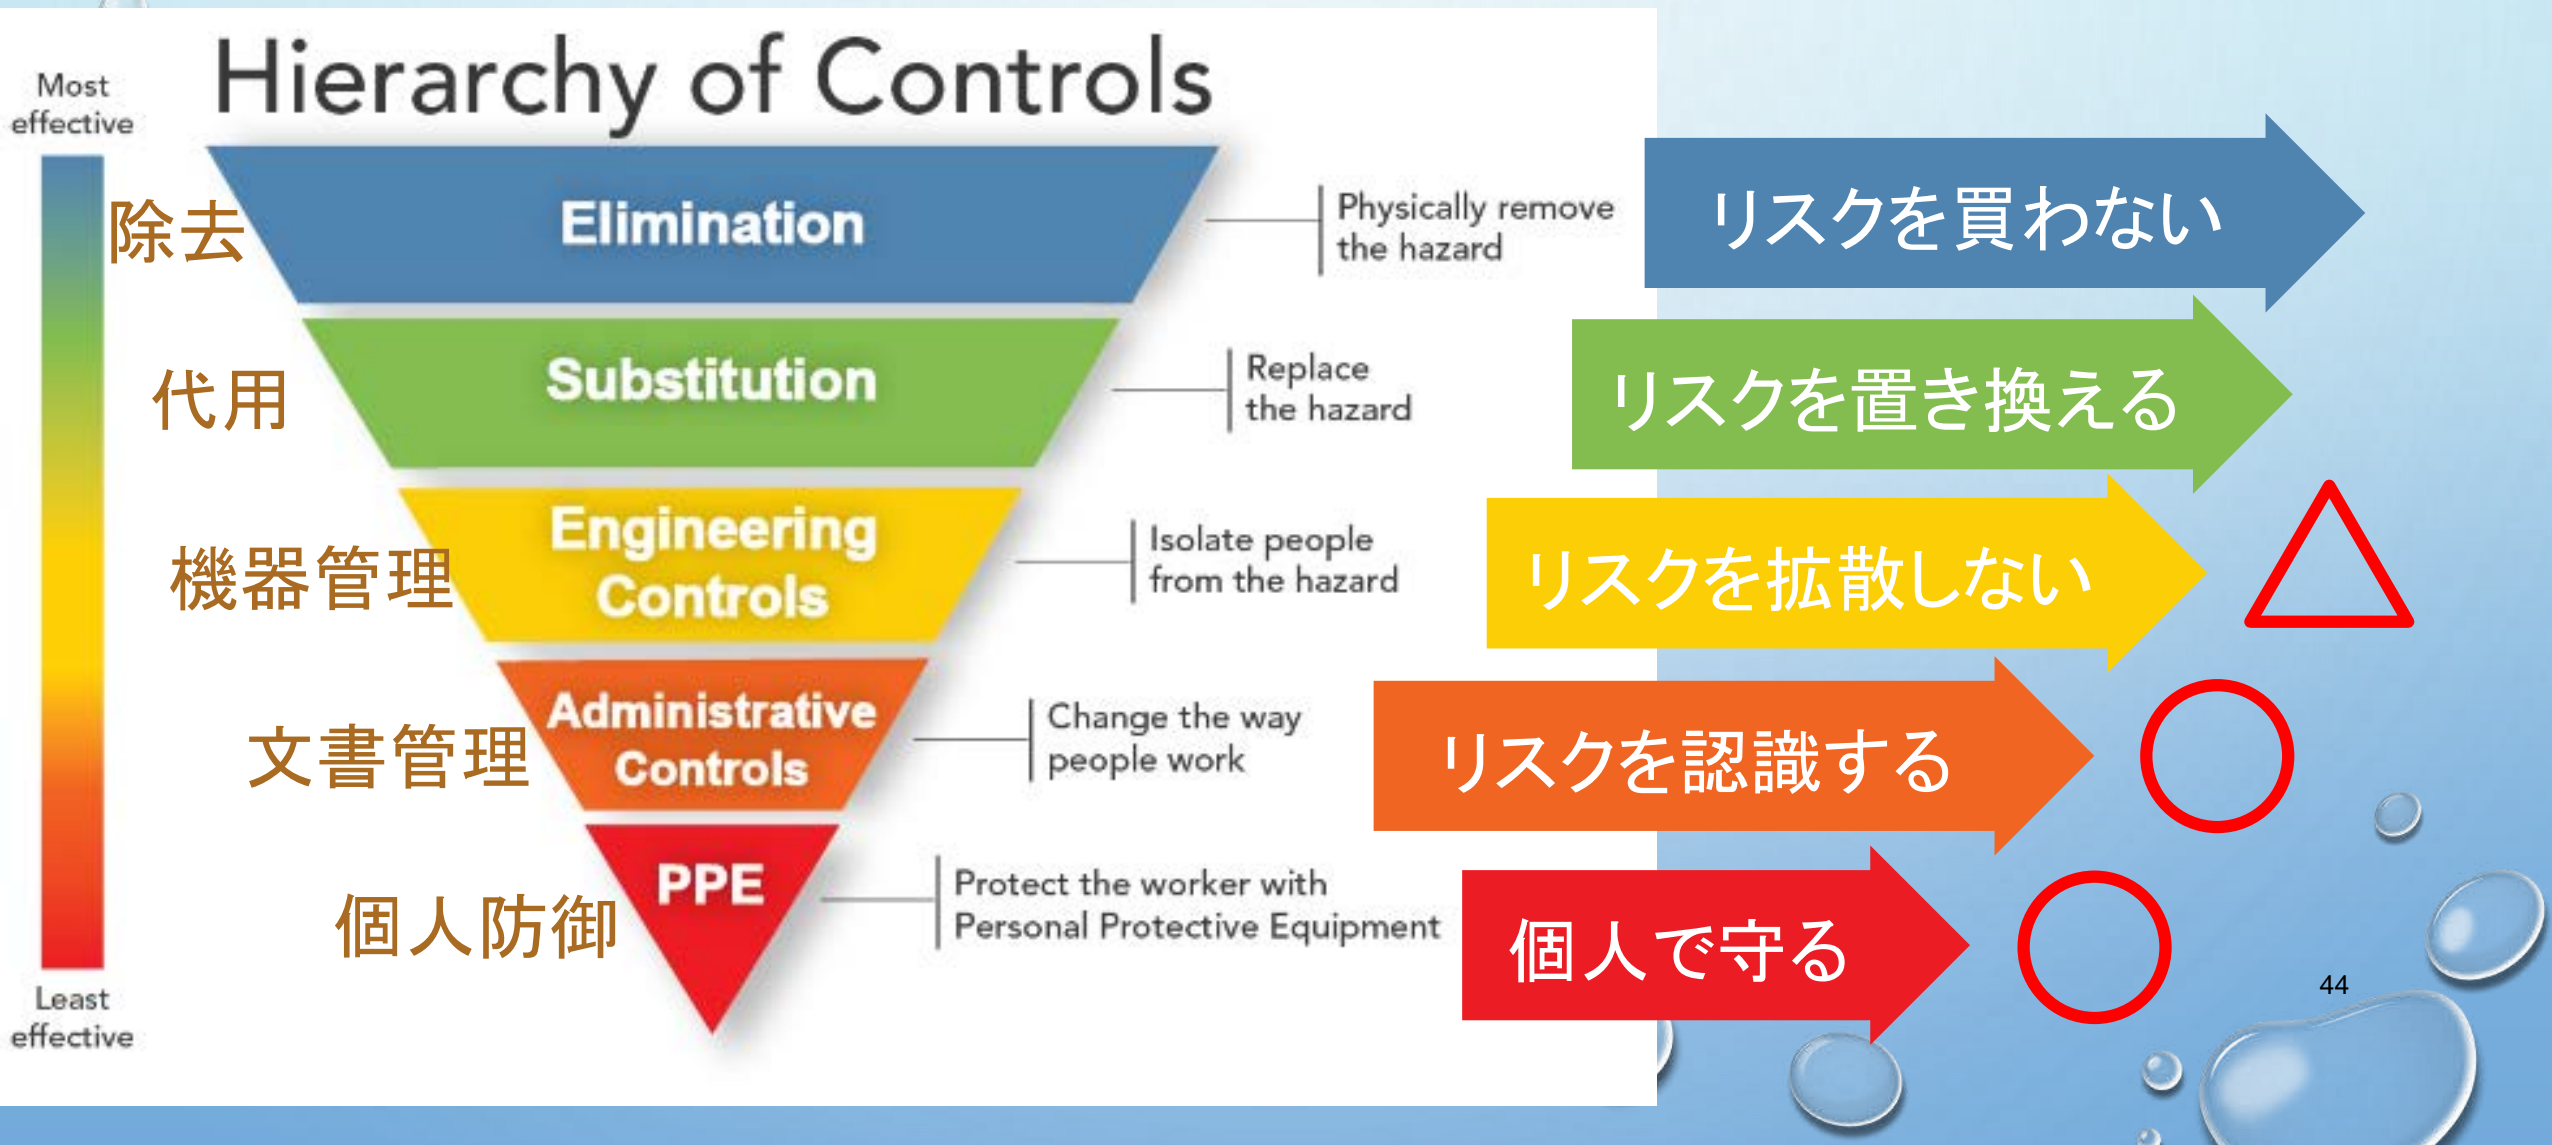 Hierarchy of Controls
Most
effective
除去
Elimination
Physically remove
the hazard
リスクを買わない
代用
Substitution
Replace
the hazard
リスクを置き換える
機器管理
Engineering
Controls
Isolate people
from the hazard
リスクを拡散しない
文書管理
Administrative
Controls
Change the way
people work
リスクを認識する
個人防御
PPE
Protect the worker with
Personal Protective Equipment
個人で守る
Least
effective
44